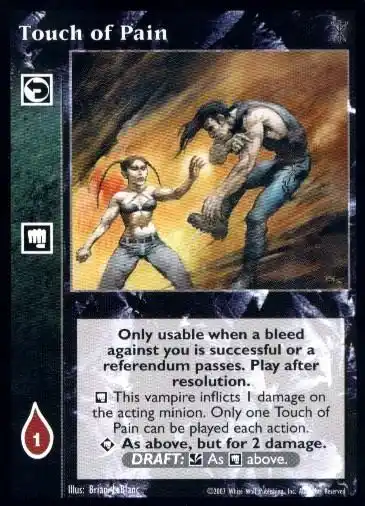 Touch of Pain
Only usable when a bleed
against you is successful or a
referendum passes. Play after
resolution.
This vampire inflicts 1 damage on
the acting minion. Only one Touch of
Pain can be played each action.
As above, but for 2 damage.
DRAFT: As above.
1
Illus: Brian LeBlanc
©2007 White Wolf Publishing, Inc. All Rights Reserved